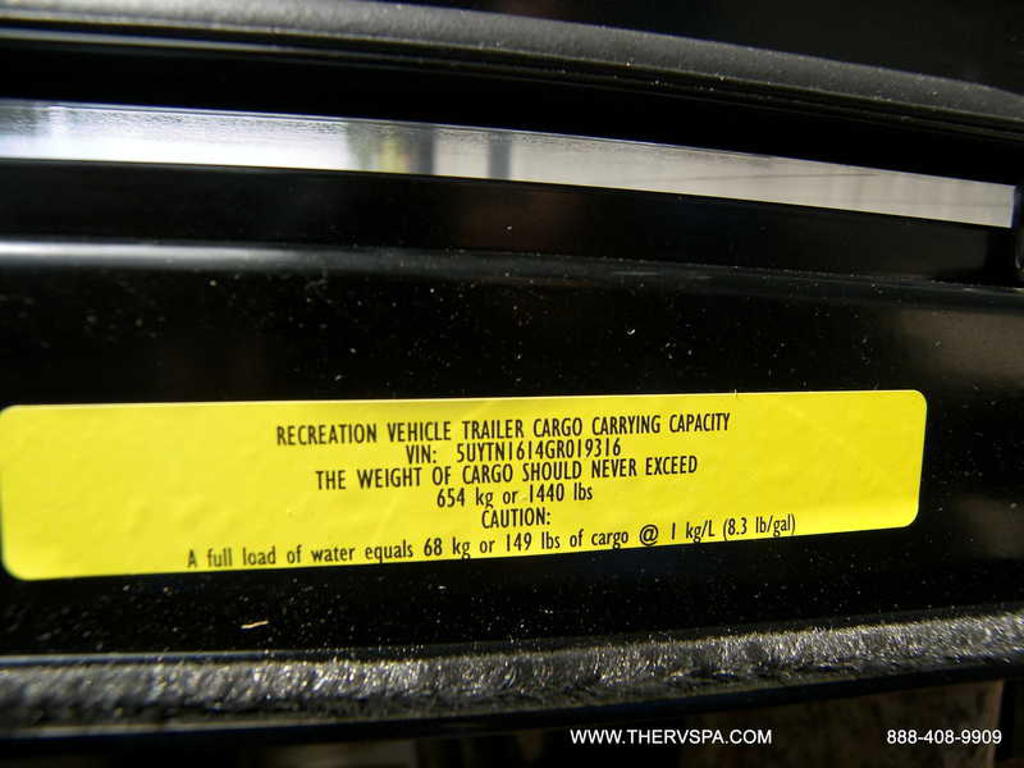 RECREATION VEHICLE TRAILER CARGO CARRYING CAPACITY
VIN: 5UYTN1614GR019316
THE WEIGHT OF CARGO SHOULD NEVER EXCEED
654 kg or 1440 lbs
CAUTION:
A full load of water equals 68 kg or 149 lbs of cargo @ 1 kg/L (8.3 lb/gal)
WWW.THERVSPA.COM 888-408-9909